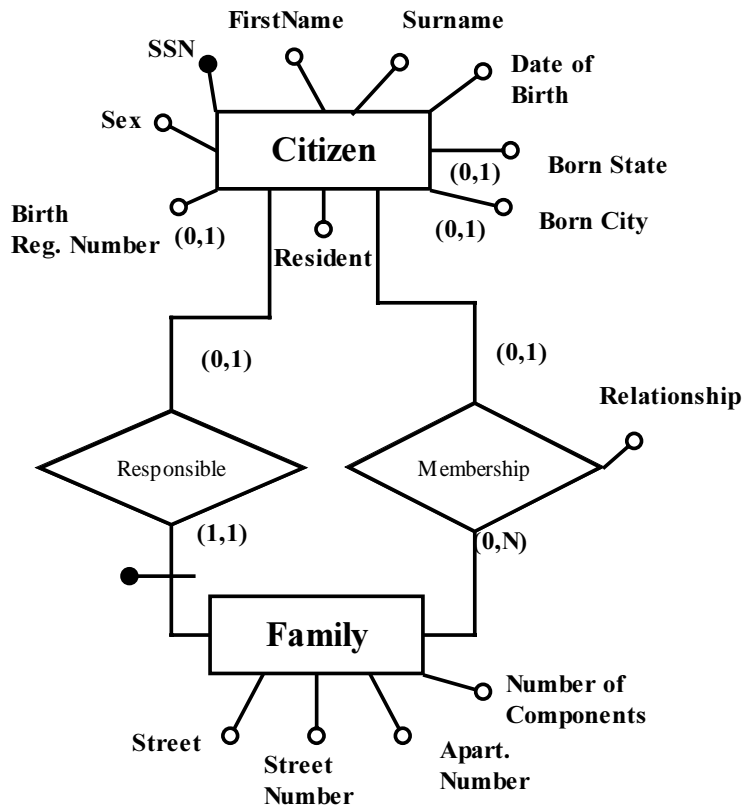 FirstName
Surname
SSN
Date of
Birth
Sex
Citizen
(0,1)
Born State
Birth
Reg. Number
(0,1)
Resident
(0,1)
Born City
(0,1)
(0,1)
Relationship
Responsible
Membership
(1,1)
(0,N)
Family
Number of
Components
Street
Street
Number
Apart.
Number